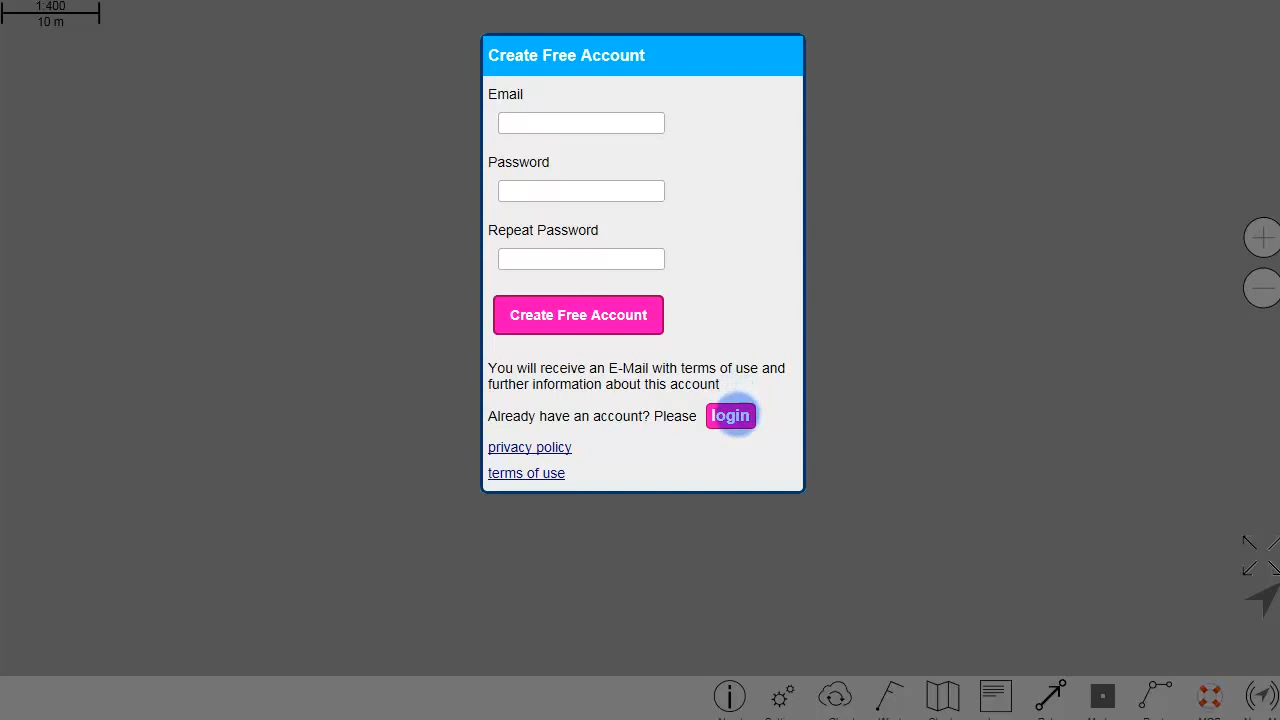 1:400
10 m
Create Free Account
Email
Password
Repeat Password
Create Free Account
You will receive an E-Mail with terms of use and
further information about this account
Already have an account? Please login
privacy policy
terms of use